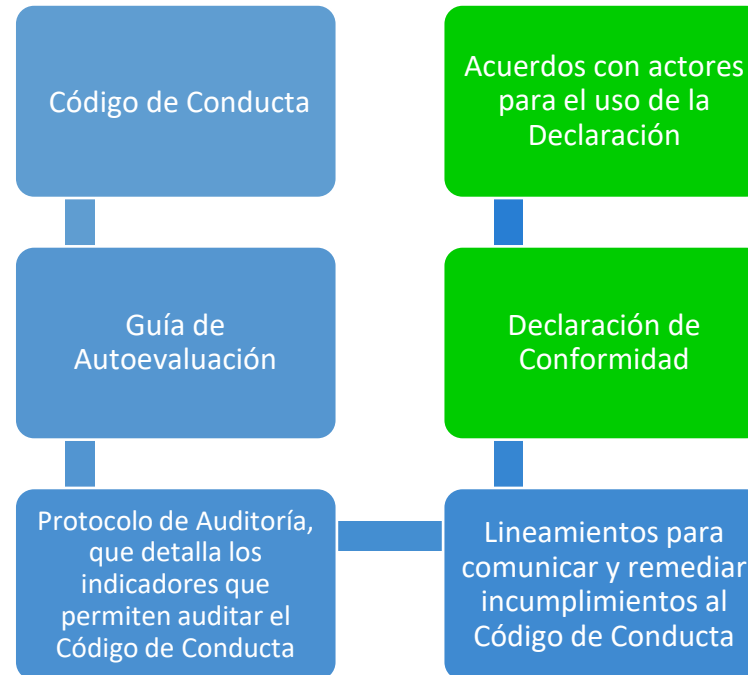 Código de Conducta
Guía de
Autoevaluación
Protocolo de Auditoría,
que detalla los
indicadores que
permiten auditar el
Código de Conducta
Lineamientos para
comunicar y remediar
incumplimientos al
Código de Conducta
Declaración de
Conformidad
Acuerdos con actores
para el uso de la
Declaración